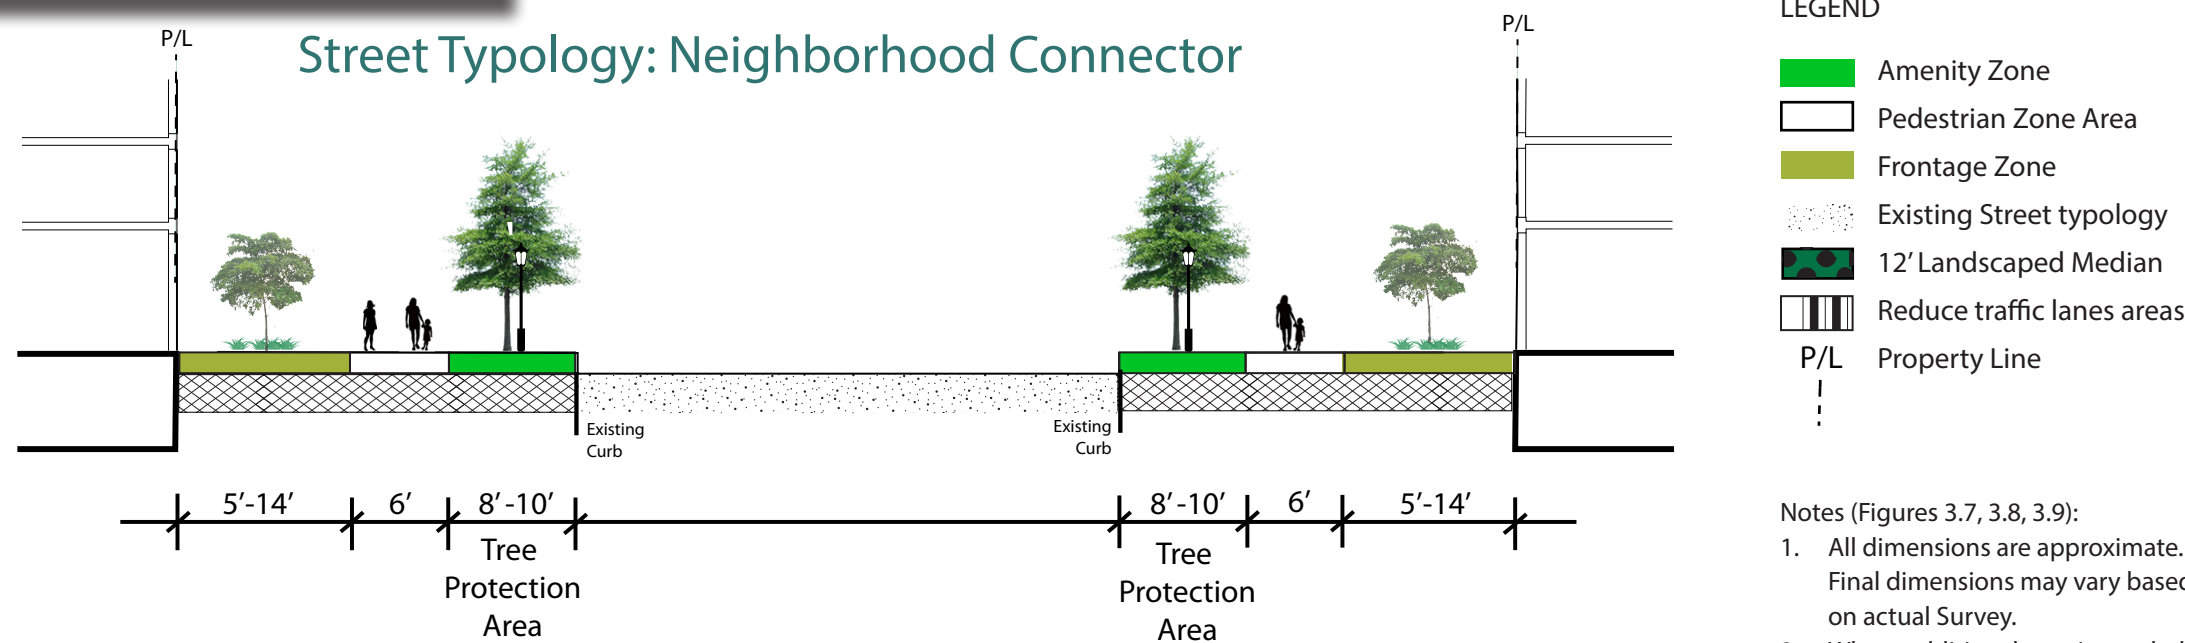 P/L
Street Typology: Neighborhood Connector
P/L
Existing
Curb
Existing
Curb
5'-14'
6'
8'-10'
8'-10'
6'
5'-14'
Tree
Protection
Area
Tree
Protection
Area
LEGEND
Amenity Zone
Pedestrian Zone Area
Frontage Zone
Existing Street typology
12' Landscaped Median
Reduce traffic lanes areas
P/L Property Line
Notes (Figures 3.7, 3.8, 3.9):
1. All dimensions are approximate.
Final dimensions may vary based
on actual Survey.